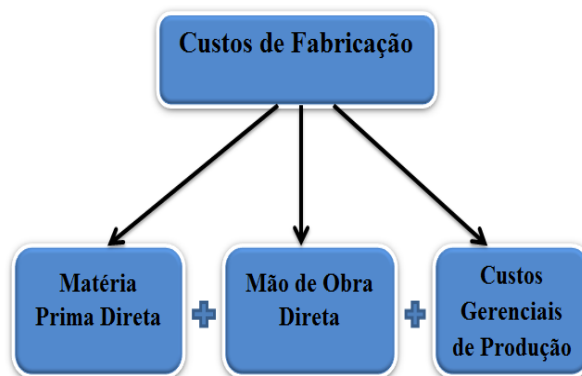 Custos de Fabricação
Matéria
Prima Direta
Mão de Obra
Direta
Custos
Gerenciais
de Produção